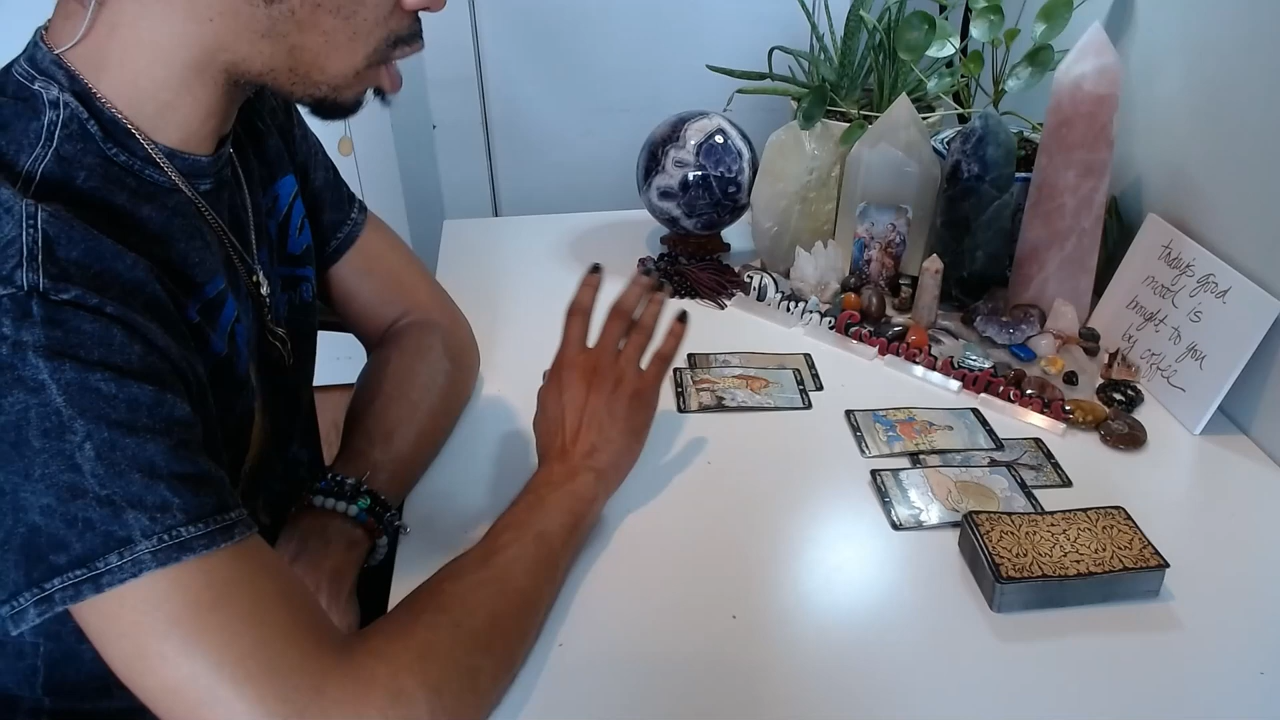 Divine
today's good
mood is
brought to you
by coffee